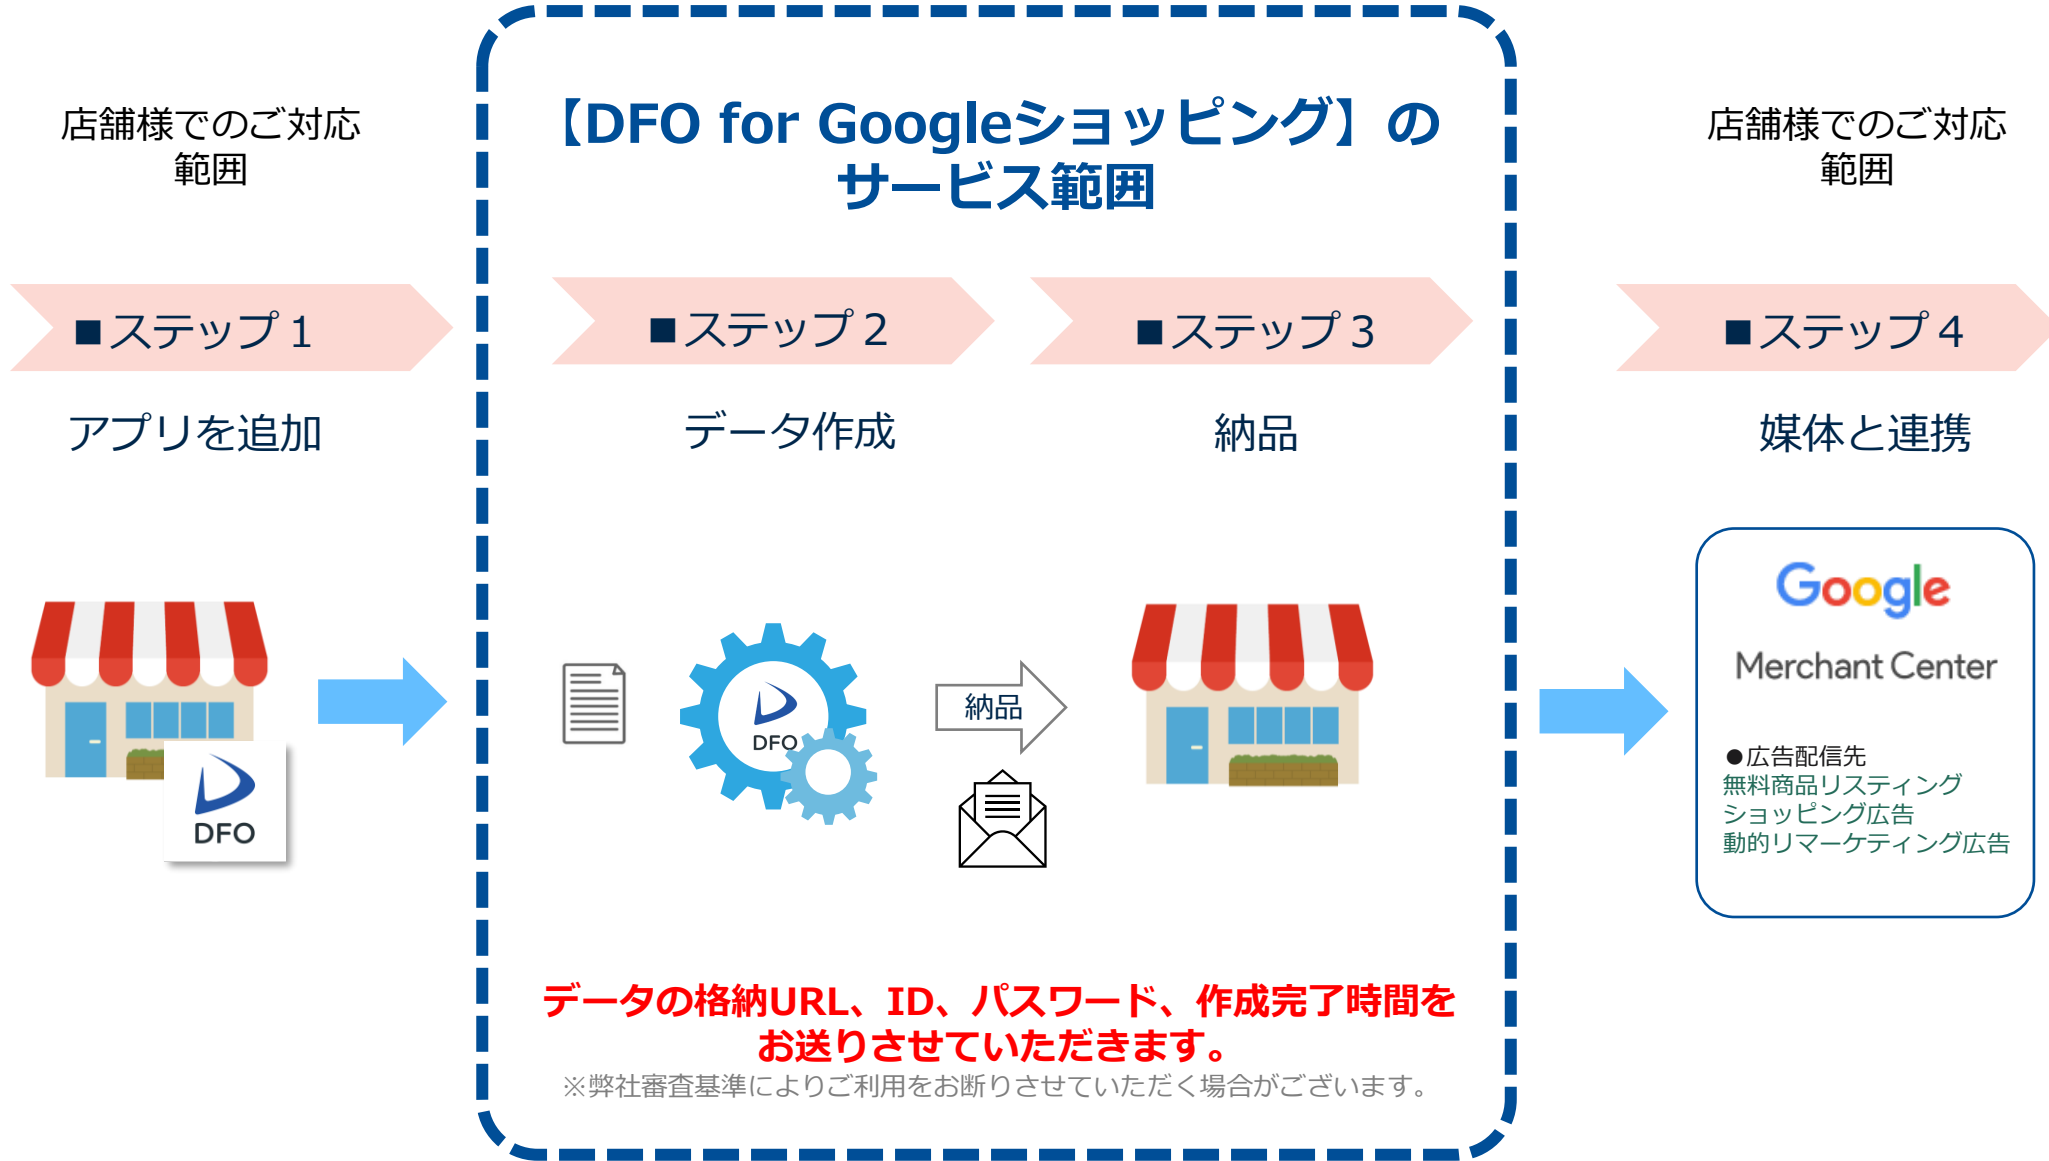 店舗様でのご対応
範囲
【DFO for Googleショッピング】の
サービス範囲
店舗様でのご対応
範囲
■ステップ１
■ステップ２
■ステップ３
■ステップ４
アプリを追加
データ作成
納品
媒体と連携
DFO
DFO
納品
Google
Merchant Center
●広告配信先
無料商品リスティング
ショッピング広告
動的リマーケティング広告
データの格納URL、ID、パスワード、作成完了時間を
お送りさせていただきます。
※弊社審査基準によりご利用をお断りさせていただく場合がございます。